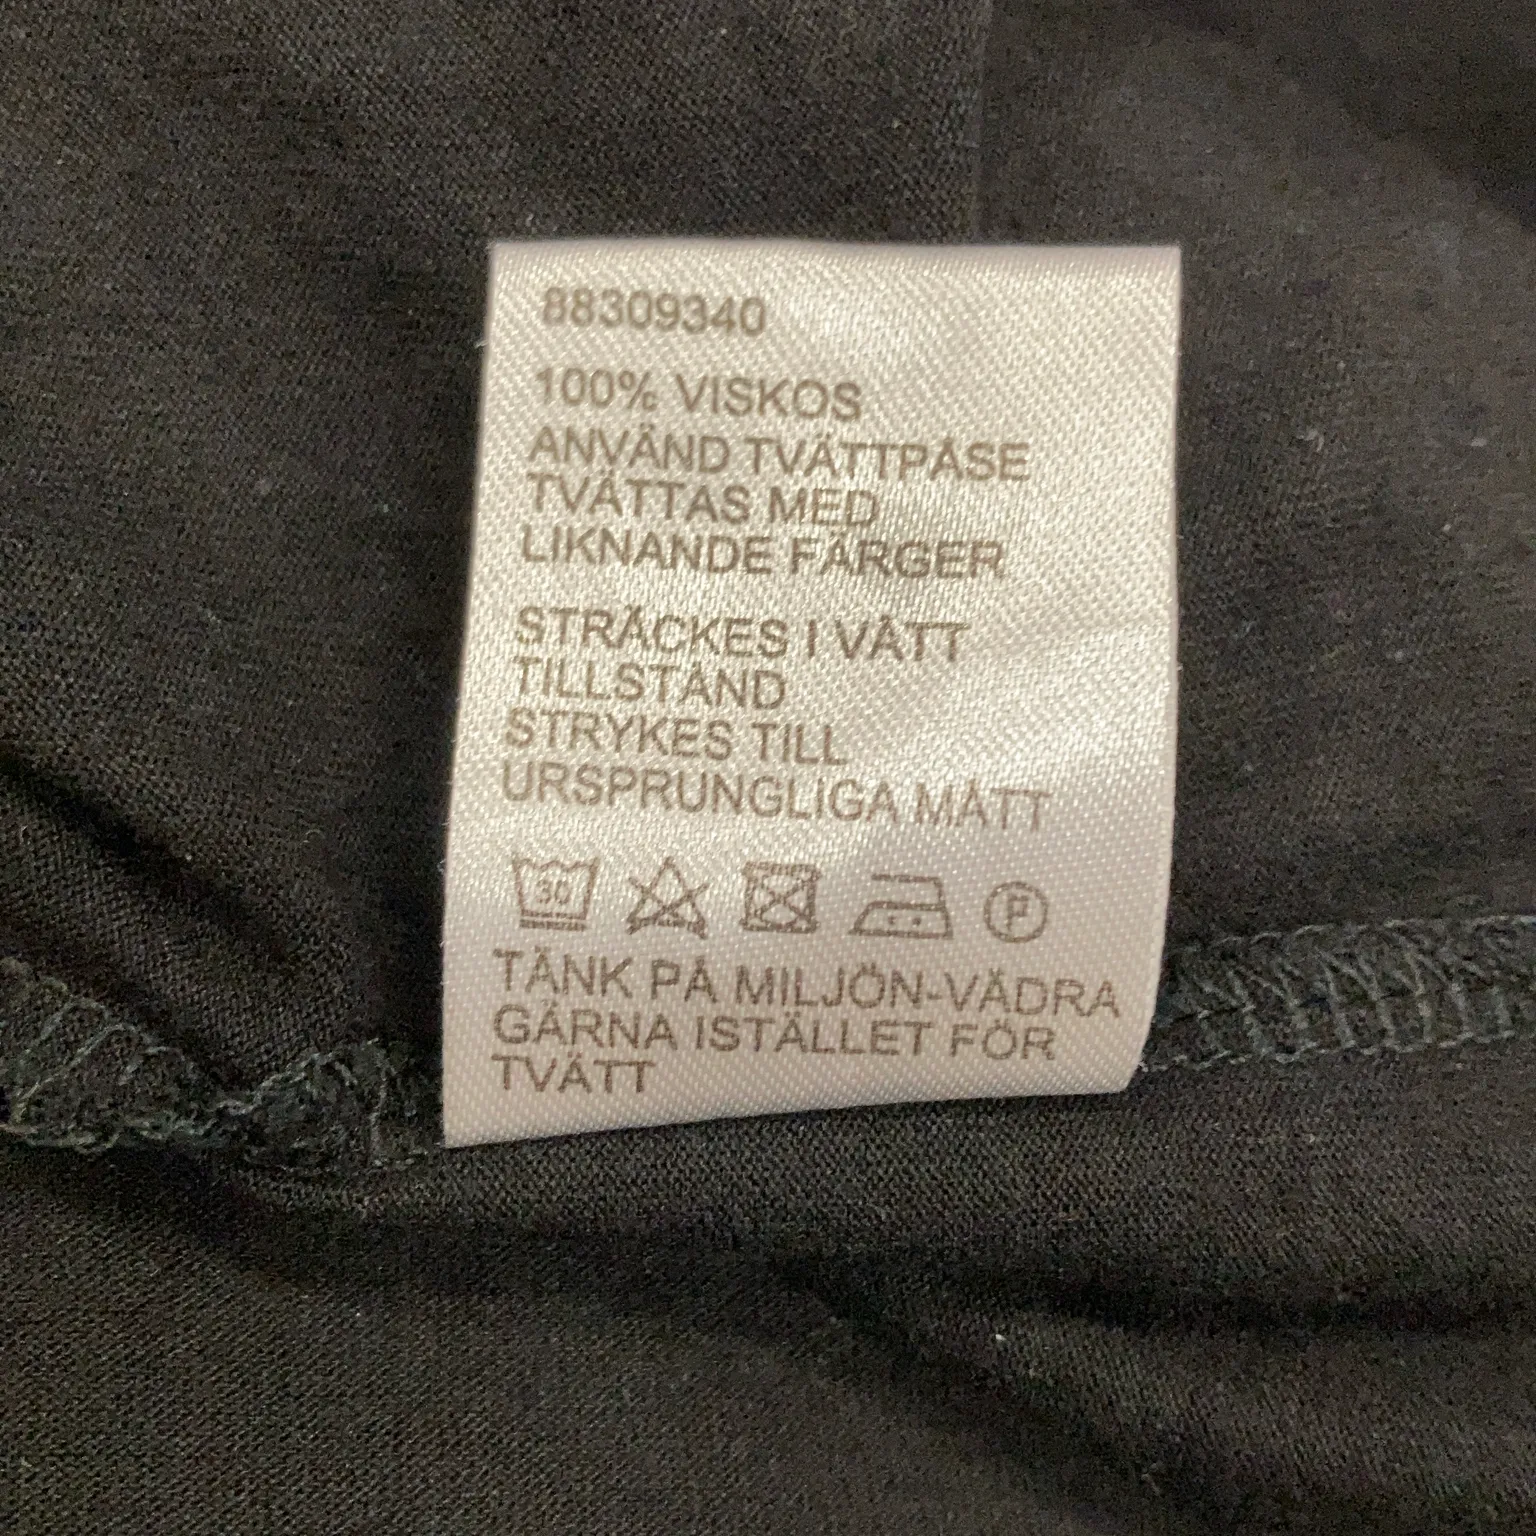 88309340
100% VISKOS
ANVÄND TVÄTTPÅSE
TVÄTTAS MED
LIKNANDE FÄRGER
STRÄCKES I VÅTT
TILLSTÅND
STRYKES TILL
URSPRUNGLIGA MÅTT
30 P
TÄNK PÅ MILJÖN-VÄDRA
GÄRNA ISTÄLLET FÖR
TVÄTT